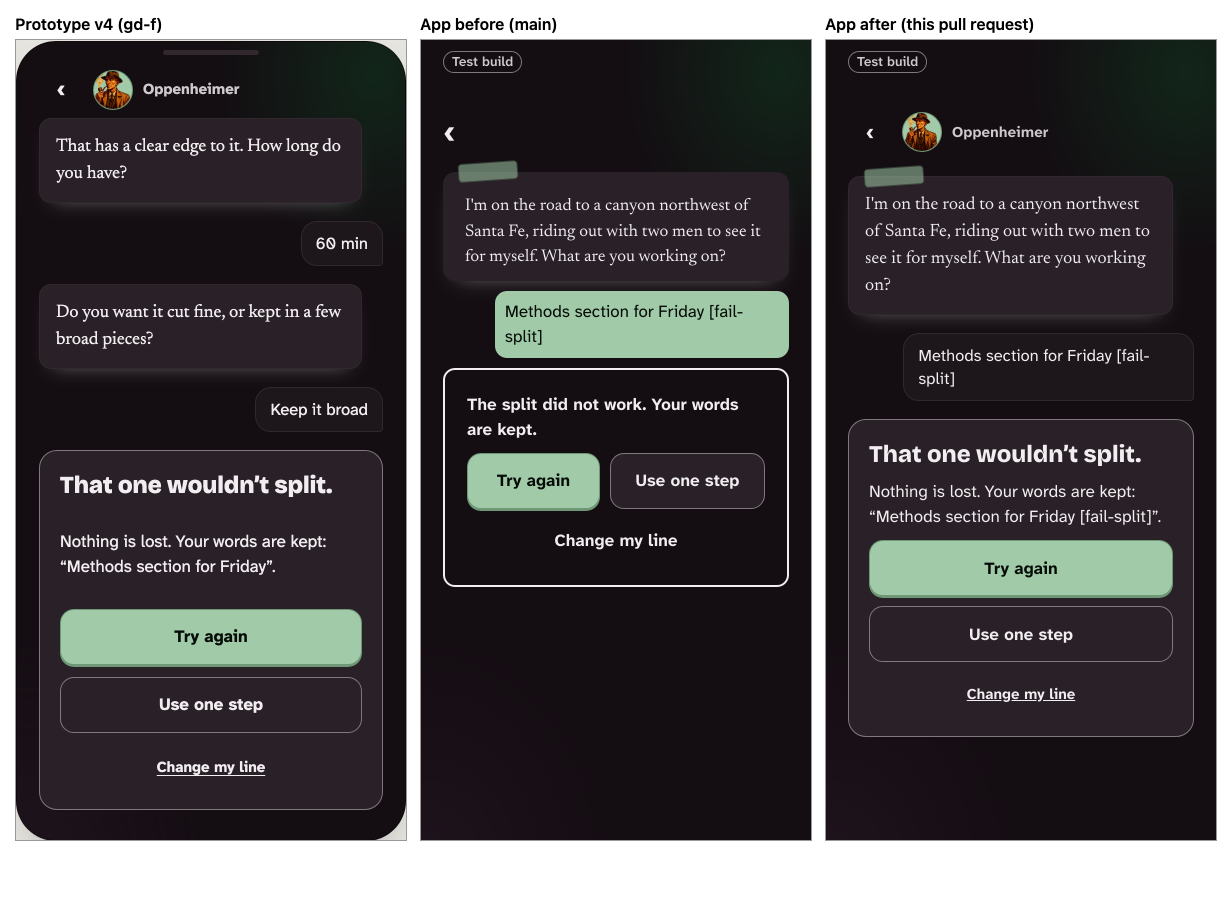 Prototype v4 (gd-f)
‹
Oppenheimer
That has a clear edge to it. How long do
you have?
60 min
Do you want it cut fine, or kept in a few
broad pieces?
Keep it broad
That one wouldn’t split.
Nothing is lost. Your words are kept:
“Methods section for Friday”.
Try again
Use one step
Change my line
App before (main)
Test build
‹
I'm on the road to a canyon northwest of
Santa Fe, riding out with two men to see it
for myself. What are you working on?
Methods section for Friday [fail-
split]
The split did not work. Your words
are kept.
Try again
Use one step
Change my line
App after (this pull request)
Test build
‹
Oppenheimer
I'm on the road to a canyon northwest
of Santa Fe, riding out with two men to
see it for myself. What are you working
on?
Methods section for Friday [fail-
split]
That one wouldn’t split.
Nothing is lost. Your words are kept:
“Methods section for Friday [fail-split]”.
Try again
Use one step
Change my line